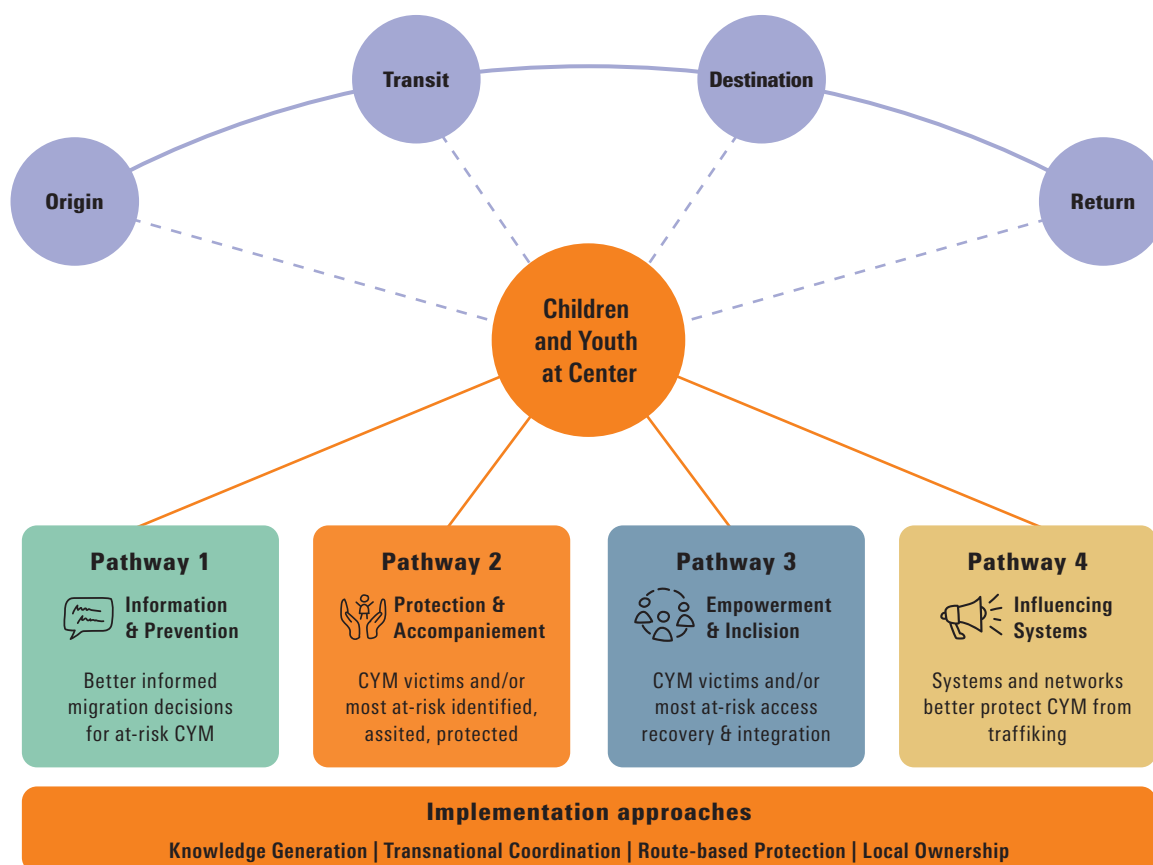 Transit
Destination
Origin
Return
Children
and Youth
at Center
Pathway 1
Information
& Prevention
Better informed
migration decisions
for at-risk CYM
Pathway 2
Protection &
Accompaniement
CYM victims and/or
most at-risk identified,
assited, protected
Pathway 3
Empowerment
& Inclision
CYM victims and/or
most at-risk access
recovery & integration
Pathway 4
Influencing
Systems
Systems and networks
better protect CYM from
traffiking
Implementation approaches
Knowledge Generation | Transnational Coordination | Route-based Protection | Local Ownership